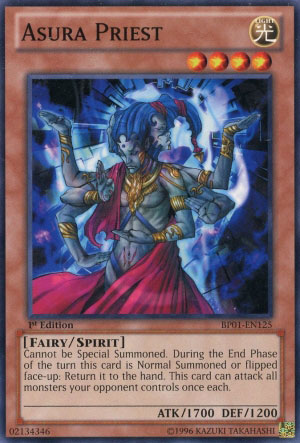 Asura Priest
LIGHT
光
1st Edition
BP01-EN125
[Fairy/Spirit]
Cannot be Special Summoned. During the End Phase
of the turn this card is Normal Summoned or flipped
face-up: Return it to the hand. This card can attack all
monsters your opponent controls once each.
ATK/1700 DEF/1200
02134346
©1996 KAZUKI TAKAHASHI